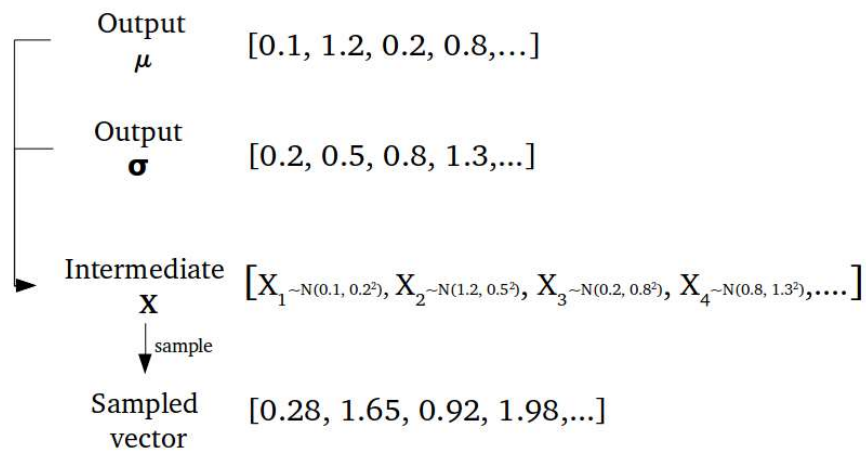 Output
μ
[0.1, 1.2, 0.2, 0.8,...]
Output
σ
[0.2, 0.5, 0.8, 1.3,...]
Intermediate
X
[X₁~N(0.1, 0.2²), X₂~N(1.2, 0.5²), X₃~N(0.2, 0.8²), X₄~N(0.8, 1.3²),....]
sample
Sampled
vector
[0.28, 1.65, 0.92, 1.98,...]